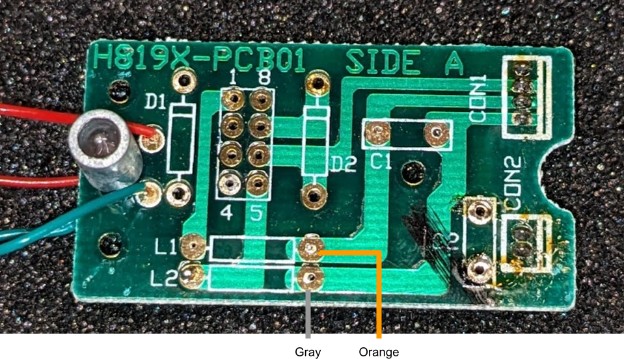 H819X-PCB01 SIDE A
1 8
D1
CON1
D2
C1
4 5
CON2
L1
C2
L2
Gray Orange